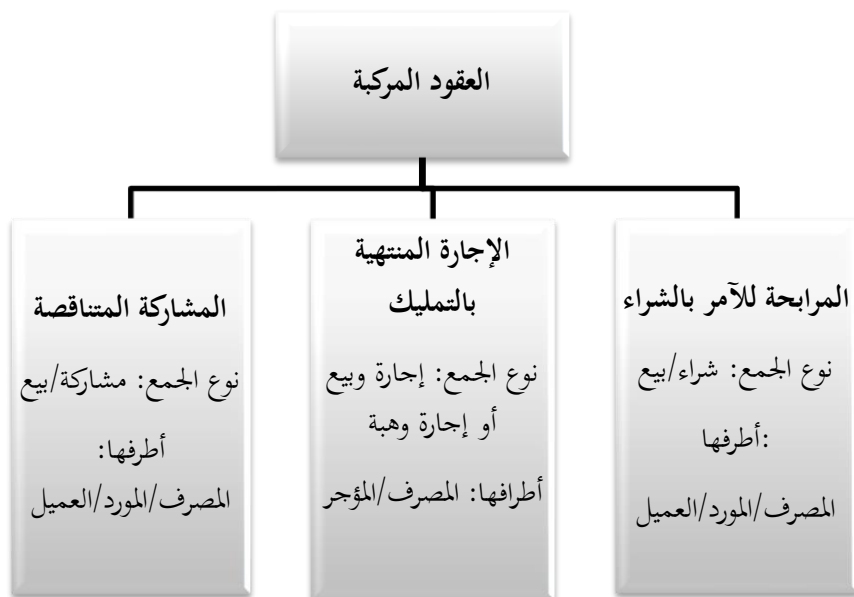 العقود المركبة
المرابحة للآمر بالشراء
نوع الجمع: شراء/بيع
:أطرفها
المصرف/المورد/العميل
الإجارة المنتهية
بالتمليك
نوع الجمع: إجارة وبيع
أو إجارة وهبة
أطرافها: المصرف/المؤجر
المشاركة المتناقصة
نوع الجمع: مشاركة/بيع
أطرفها:
المصرف/المورد/العميل